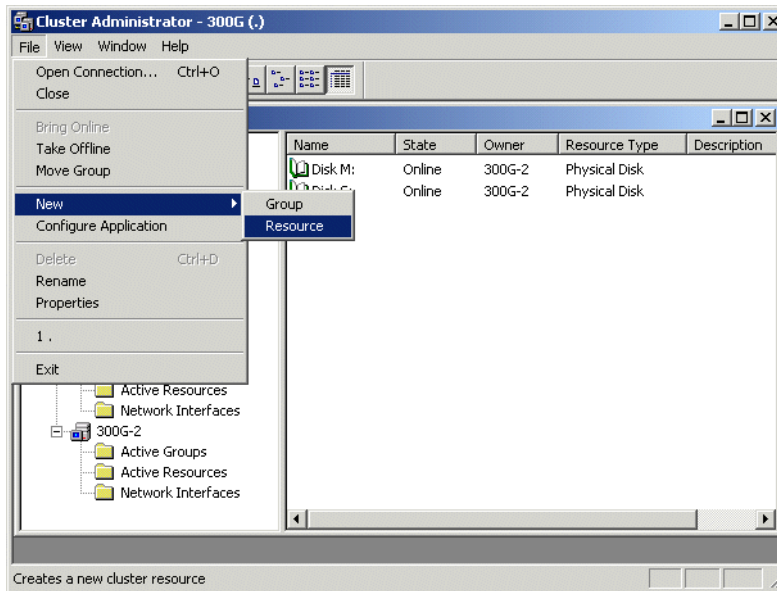 Cluster Administrator - 300G (.)
File View Window Help
Open Connection... Ctrl+O
Close
Bring Online
Take Offline
Move Group
New
Configure Application
Delete Ctrl+D
Rename
Properties
1 .
Exit
Group
Resource
Name State Owner Resource Type Description
Disk M: Online 300G-2 Physical Disk
Online 300G-2 Physical Disk
Active Resources
Network Interfaces
300G-2
Active Groups
Active Resources
Network Interfaces
Creates a new cluster resource